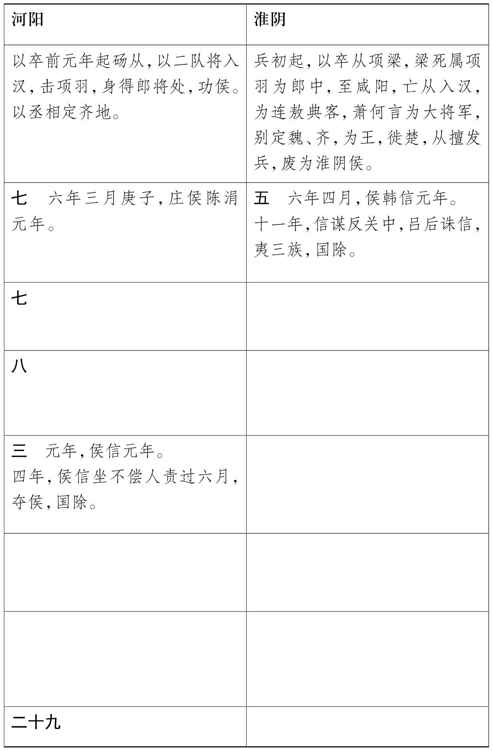 河阳
淮阴
以卒前元年起砀从，以二队将入
汉，击项羽，身得郎将处，功侯。
以丞相定齐地。
兵初起，以卒从项梁，梁死属项
羽为郎中，至咸阳，亡从入汉，
为连敖典客，萧何言为大将军，
别定魏、齐，为王，徙楚，从擅发
兵，废为淮阴侯。
七　六年三月庚子，庄侯陈涓
元年。
五　六年四月，侯韩信元年。
十一年，信谋反关中，吕后诛信，
夷三族，国除。
七
八
三　元年，侯信元年。
四年，侯信坐不偿人责过六月，
夺侯，国除。
二十九